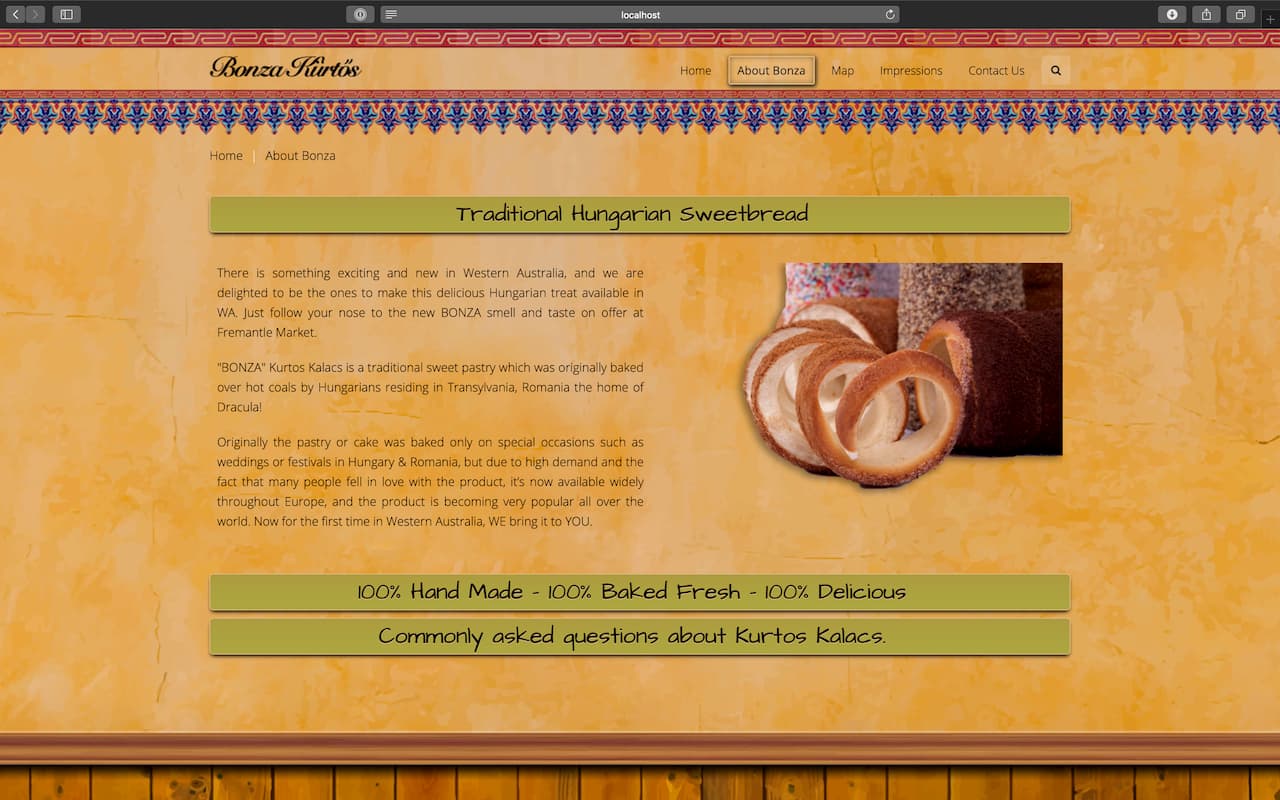 localhost
Bonza Kűrtős
Home About Bonza Map Impressions Contact Us
Home | About Bonza
Traditional Hungarian Sweetbread
There is something exciting and new in Western Australia, and we are
delighted to be the ones to make this delicious Hungarian treat available in
WA. Just follow your nose to the new BONZA smell and taste on offer at
Fremantle Market.
"BONZA" Kurtos Kalacs is a traditional sweet pastry which was originally baked
over hot coals by Hungarians residing in Transylvania, Romania the home of
Dracula!
Originally the pastry or cake was baked only on special occasions such as
weddings or festivals in Hungary & Romania, but due to high demand and the
fact that many people fell in love with the product, it’s now available widely
throughout Europe, and the product is becoming very popular all over the
world. Now for the first time in Western Australia, WE bring it to YOU.
100% Hand Made - 100% Baked Fresh - 100% Delicious
Commonly asked questions about Kurtos Kalacs.